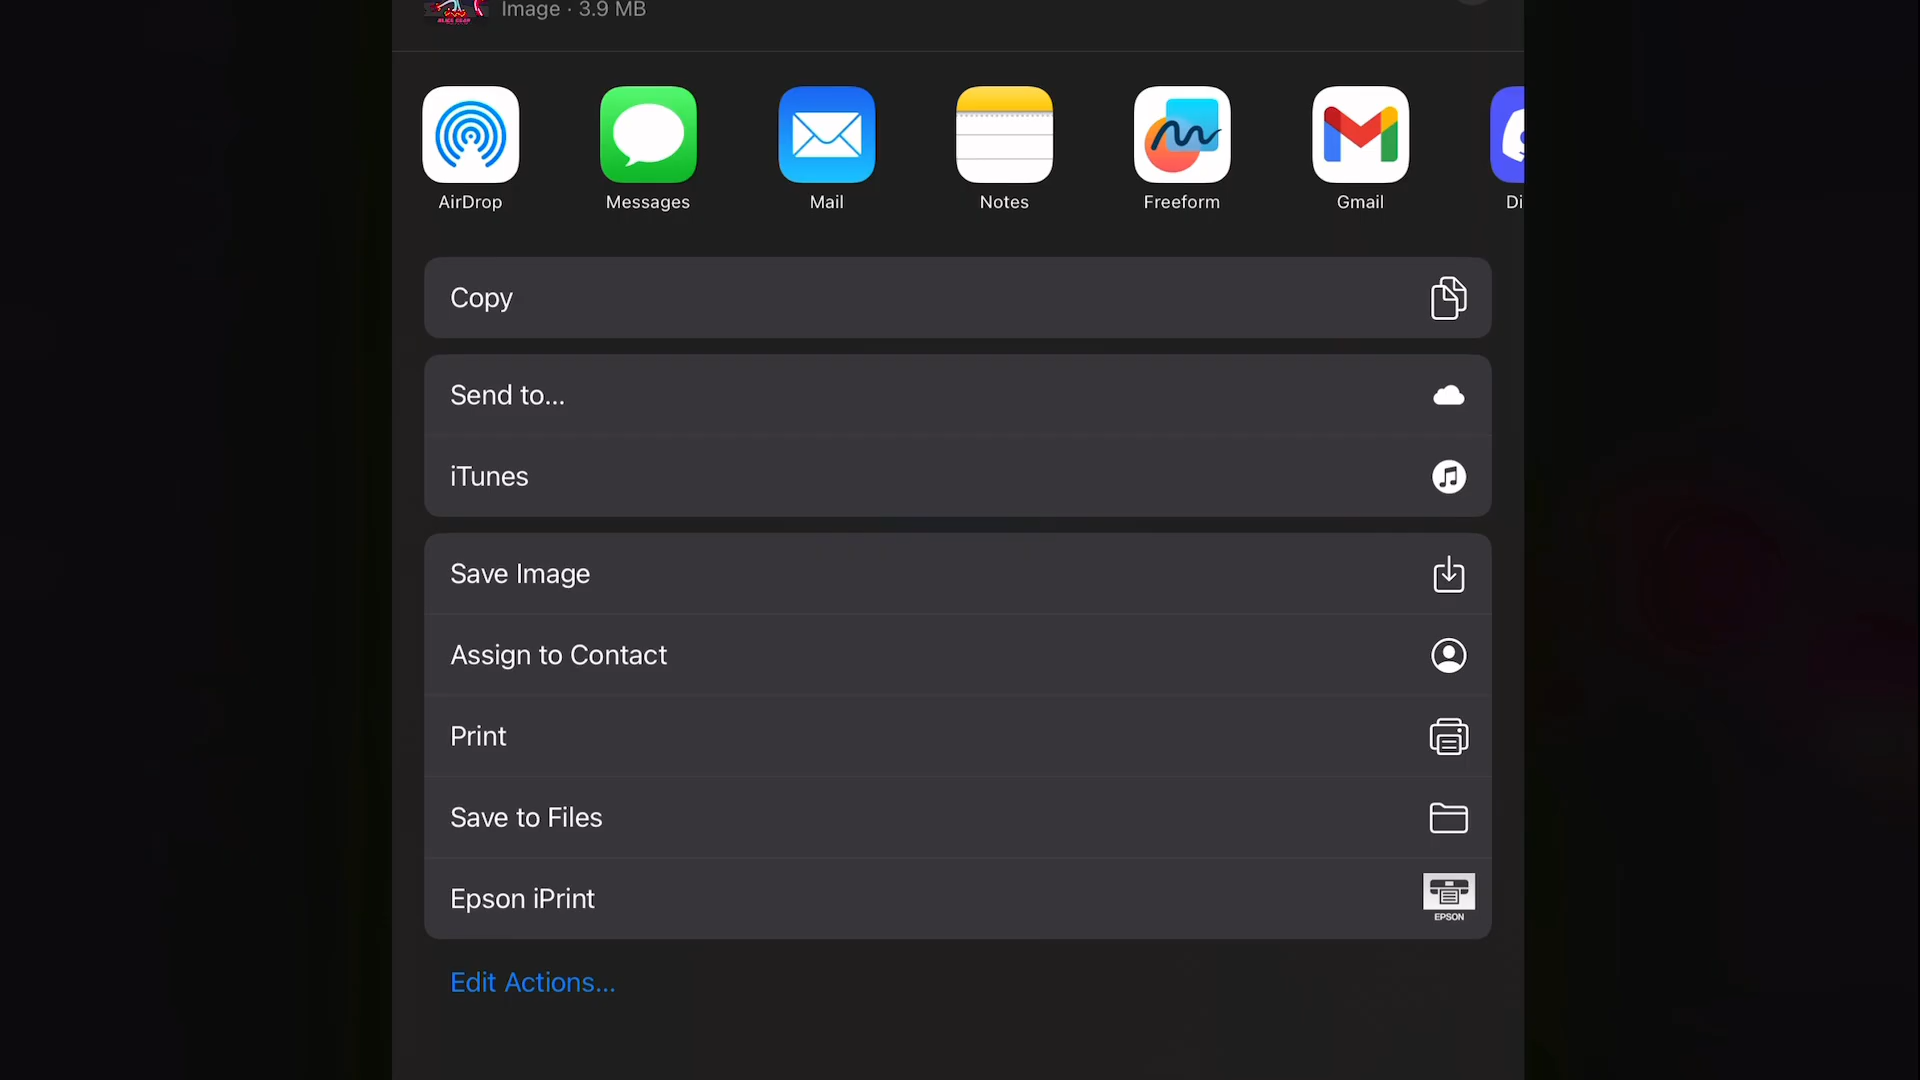 Image · 3.9 MB
AirDrop
Messages
Mail
Notes
Freeform
Gmail
Di
Copy
Send to...
iTunes
Save Image
Assign to Contact
Print
Save to Files
Epson iPrint
EPSON
Edit Actions...